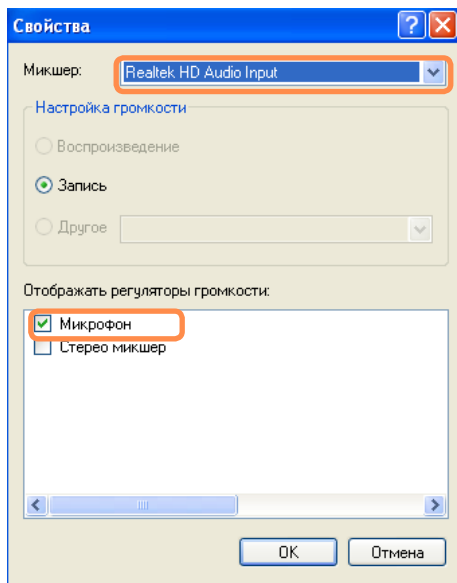 Свойства
Микшер: Realtek HD Audio Input
Настройка громкости
Воспроизведение
Запись
Другое
Отображать регуляторы громкости:
Микрофон
Стерео микшер
OK Отмена